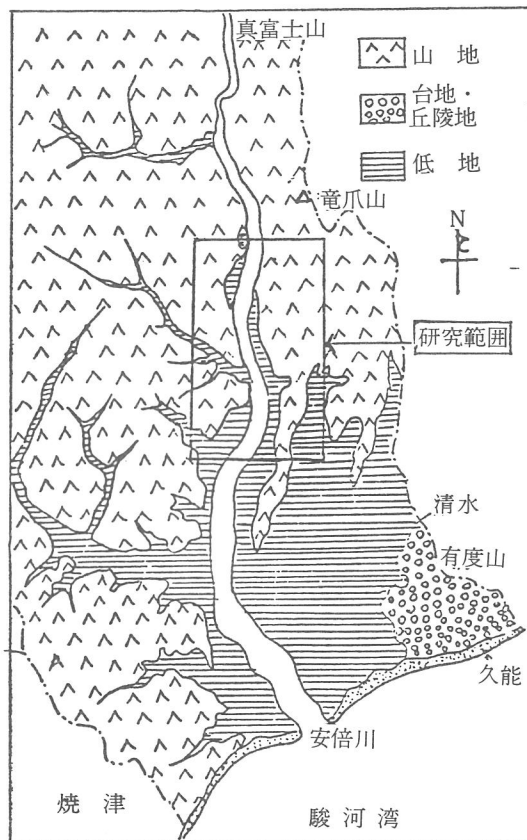 真富士山
山地
台地・
丘陵地
低地
竜爪山
N
研究範囲
清水
有度山
久能
安倍川
焼津
駿河湾